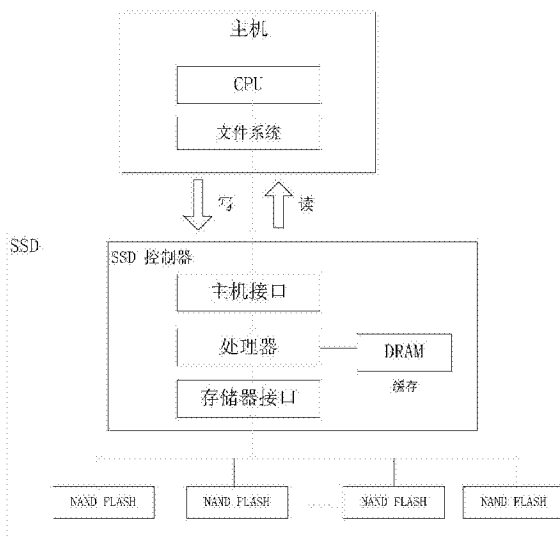 主机
CPU
文件系统
写
读
SSD
SSD 控制器
主机接口
处理器
DRAM
缓存
存储器接口
NAND FLASH
NAND FLASH
NAND FLASH
NAND FLASH